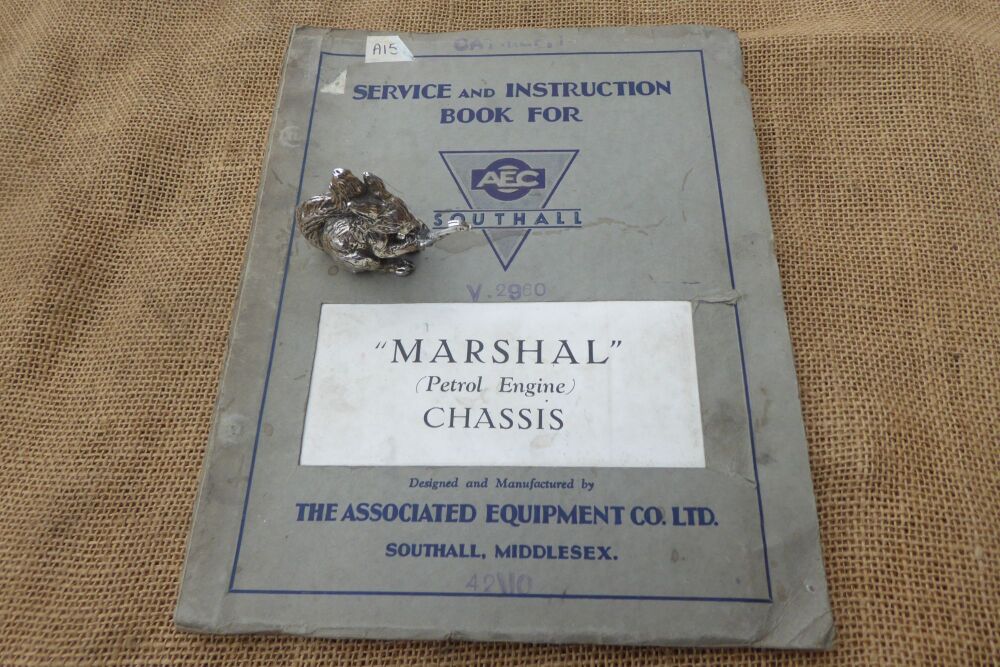 A15
SERVICE AND INSTRUCTION
BOOK FOR
AEC
SOUTHALL
V.2960
"MARSHAL"
(Petrol Engine)
CHASSIS
Designed and Manufactured by
THE ASSOCIATED EQUIPMENT CO. LTD.
SOUTHALL, MIDDLESEX.